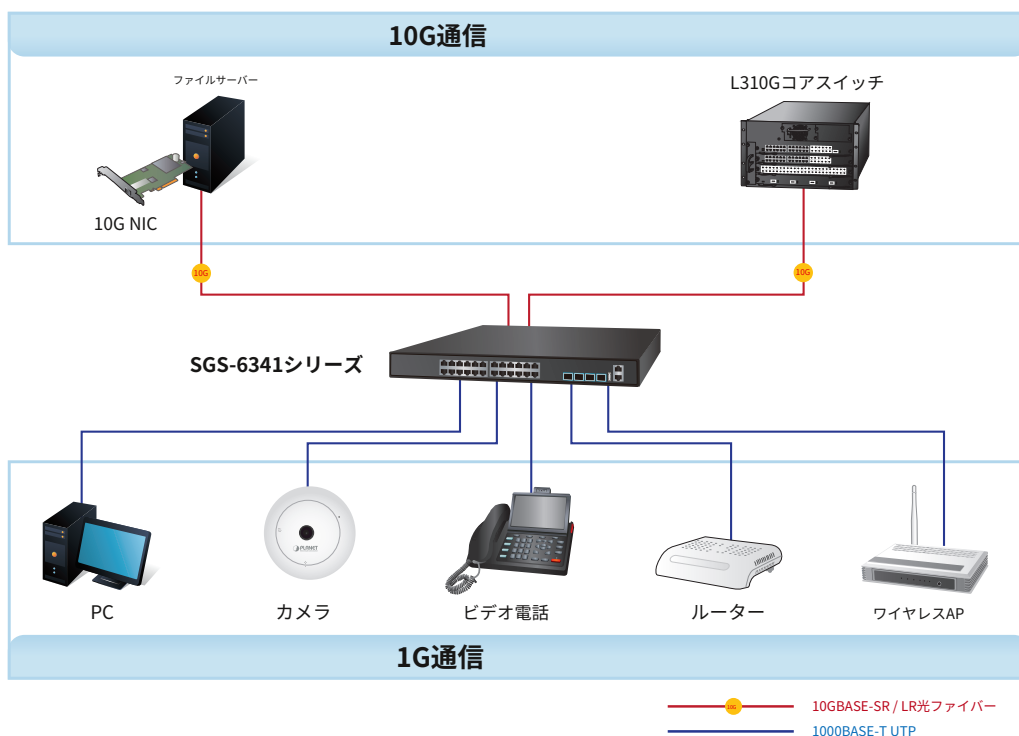 10G通信
ファイルサーバー
L310Gコアスイッチ
10G NIC
10G
10G
SGS-6341シリーズ
PLANET
PC
カメラ
ビデオ電話
ルーター
ワイヤレスAP
1G通信
10G
10GBASE-SR / LR光ファイバー
1000BASE-T UTP